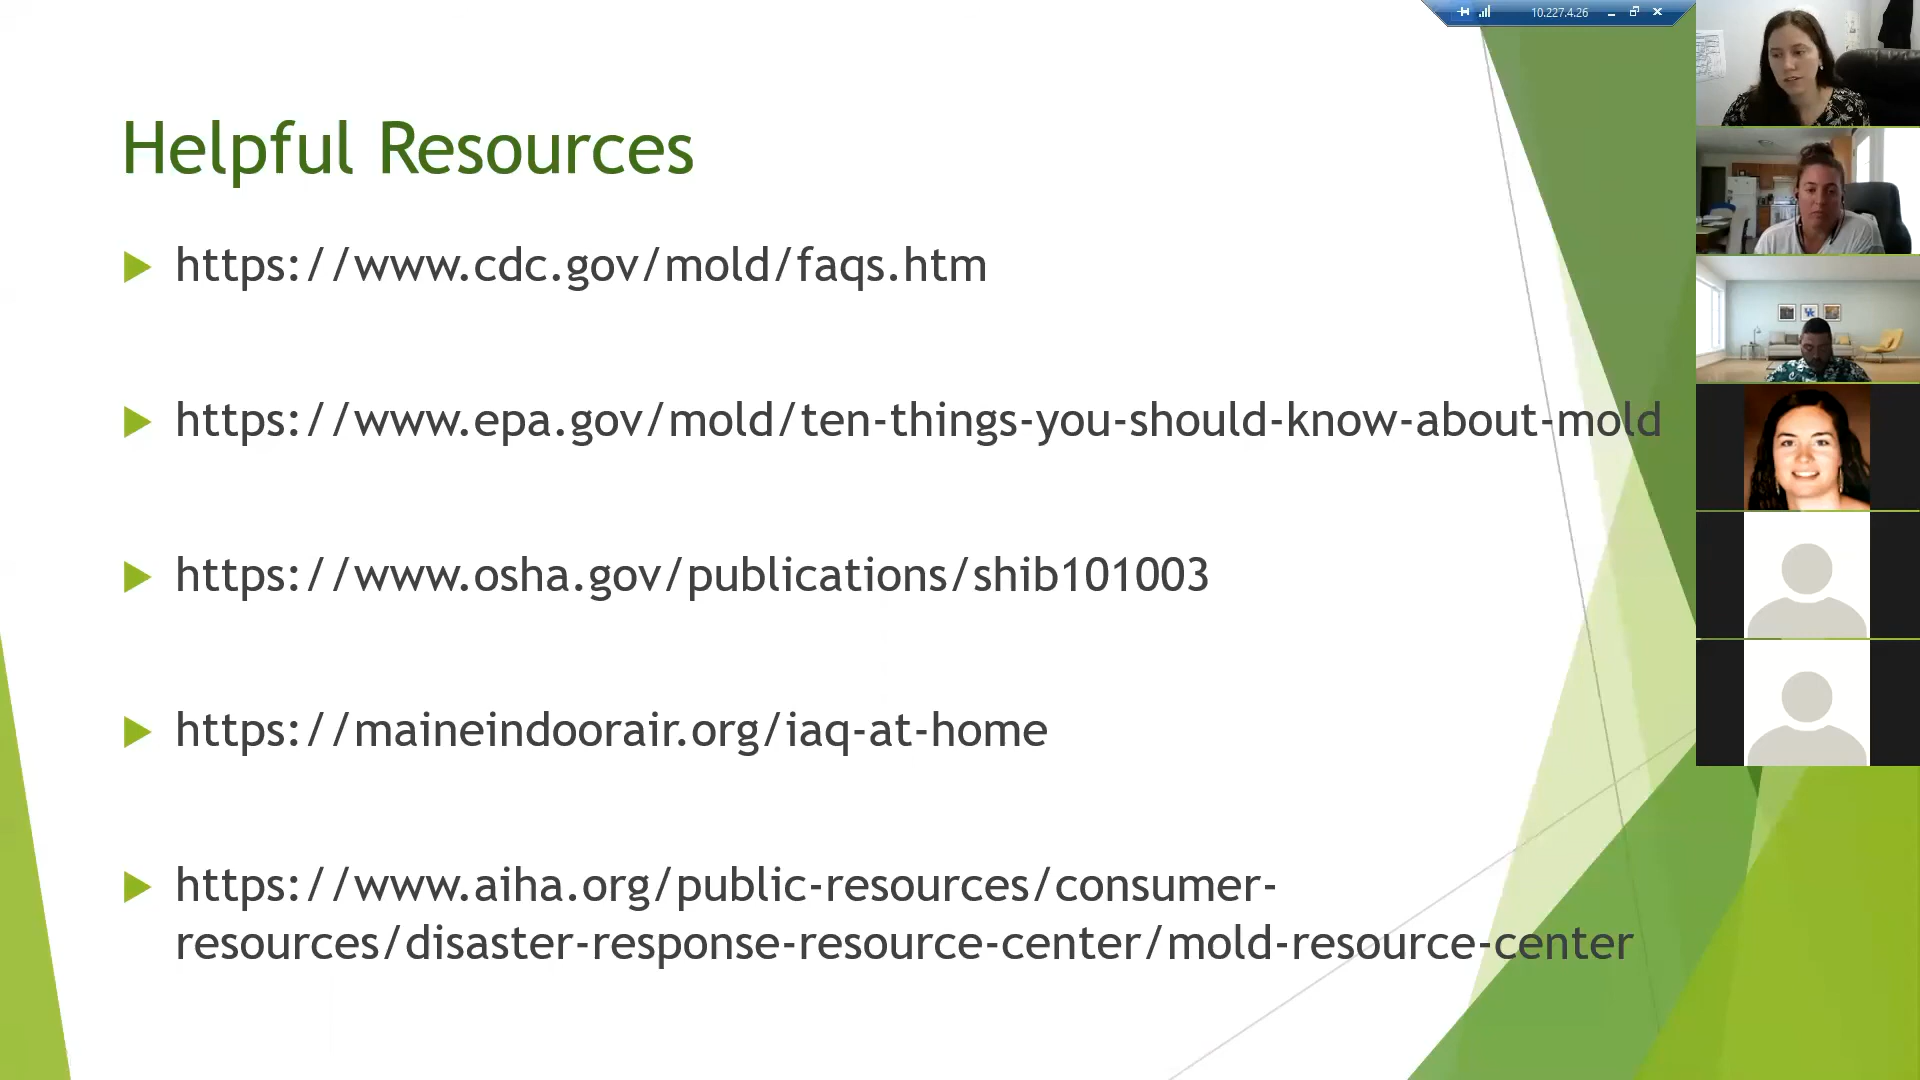 10.227.4.26
Helpful Resources
https://www.cdc.gov/mold/faqs.htm
https://www.epa.gov/mold/ten-things-you-should-know-about-mold
https://www.osha.gov/publications/shib101003
https://maineindoorair.org/iaq-at-home
https://www.aiha.org/public-resources/consumer-
resources/disaster-response-resource-center/mold-resource-center